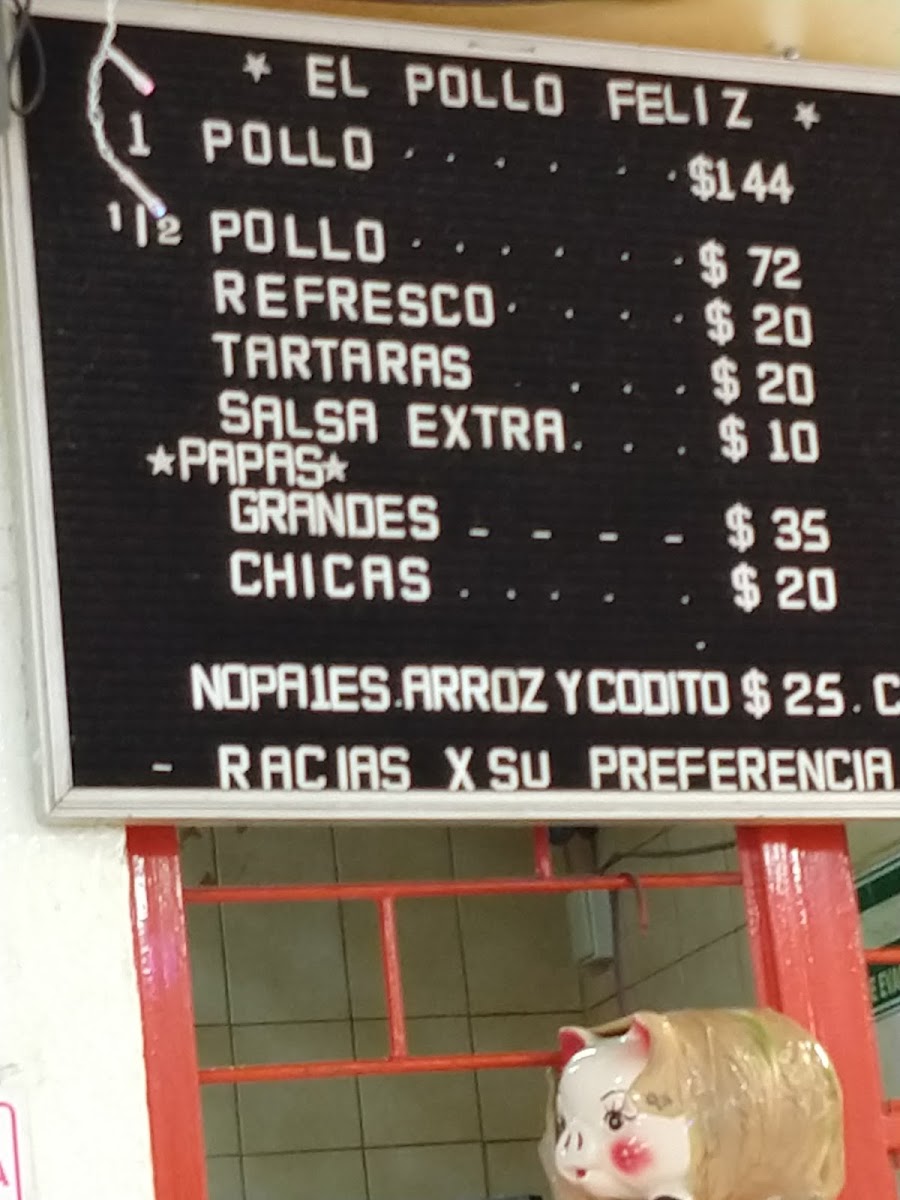 ★ EL POLLO FELIZ ★
1 POLLO . . . . . . $144
1/2 POLLO . . . . . . $ 72
REFRESCO . . . . $ 20
TARTARAS . . . . $ 20
SALSA EXTRA . . . $ 10
★PAPAS★
GRANDES - - - - $ 35
CHICAS . . . . . $ 20
NOPA1ES.ARROZ Y CODITO $ 25. C
- RACIAS X SU PREFERENCIA